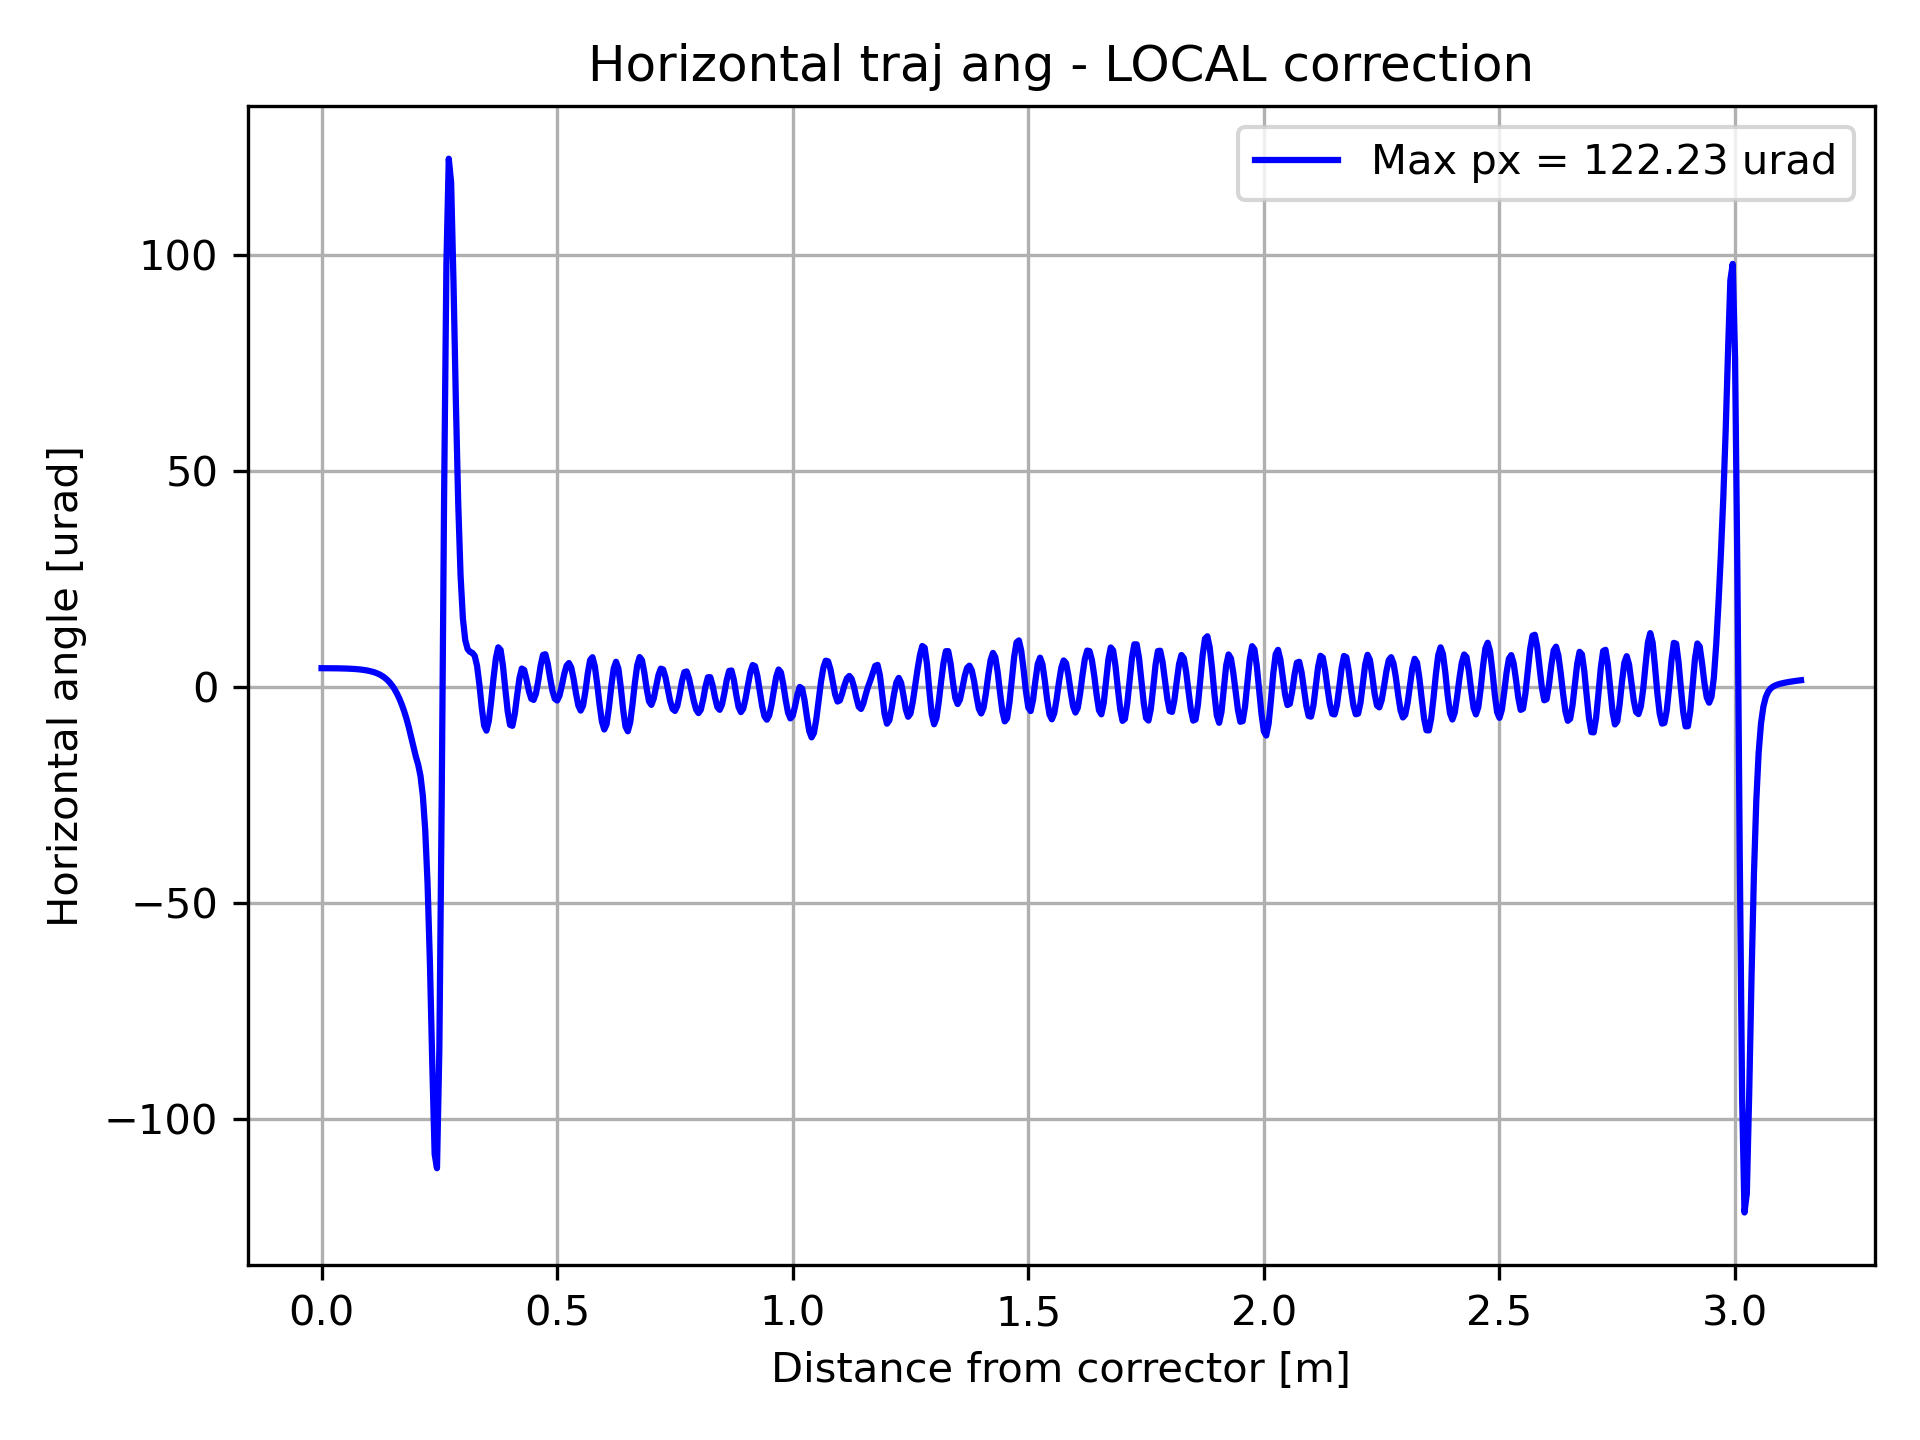 Horizontal traj ang - LOCAL correction
Max px = 122.23 urad
Horizontal angle [urad]
100
50
0
−50
−100
0.0 0.5 1.0 1.5 2.0 2.5 3.0
Distance from corrector [m]